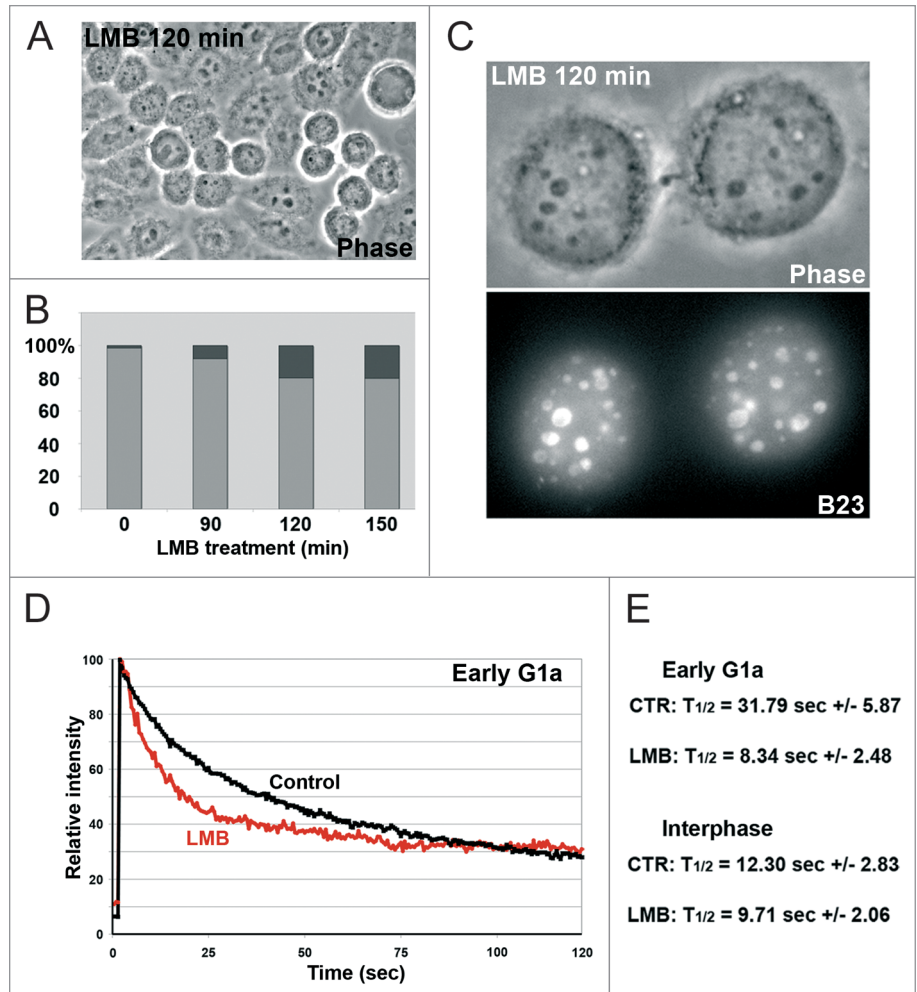 A
LMB 120 min
Phase
B
100%
80
60
40
20
0
0 90 120 150
LMB treatment (min)
C
LMB 120 min
Phase
B23
D
Early G1a
Relative intensity
100
80
60
40
20
0
Control
LMB
0 25 50 75 100 120
Time (sec)
E
Early G1a
CTR: T1/2 = 31.79 sec +/- 5.87
LMB: T1/2 = 8.34 sec +/- 2.48
Interphase
CTR: T1/2 = 12.30 sec +/- 2.83
LMB: T1/2 = 9.71 sec +/- 2.06